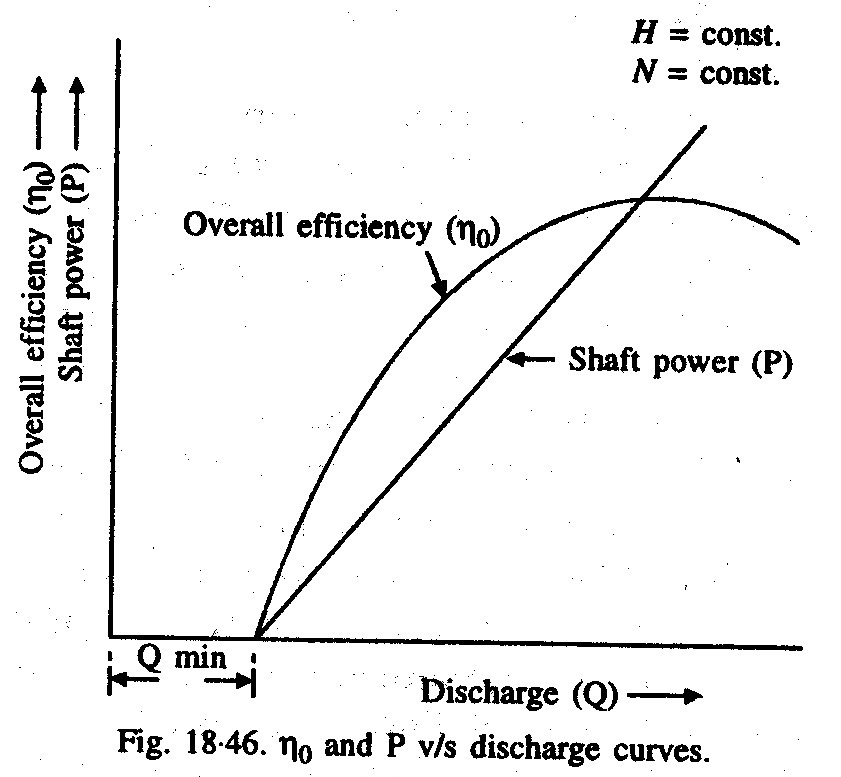 H = const.
N = const.
Overall efficiency (η₀)
Shaft power (P)
Overall efficiency (η₀)
Shaft power (P)
Q min
Discharge (Q)
Fig. 18·46. η₀ and P v/s discharge curves.